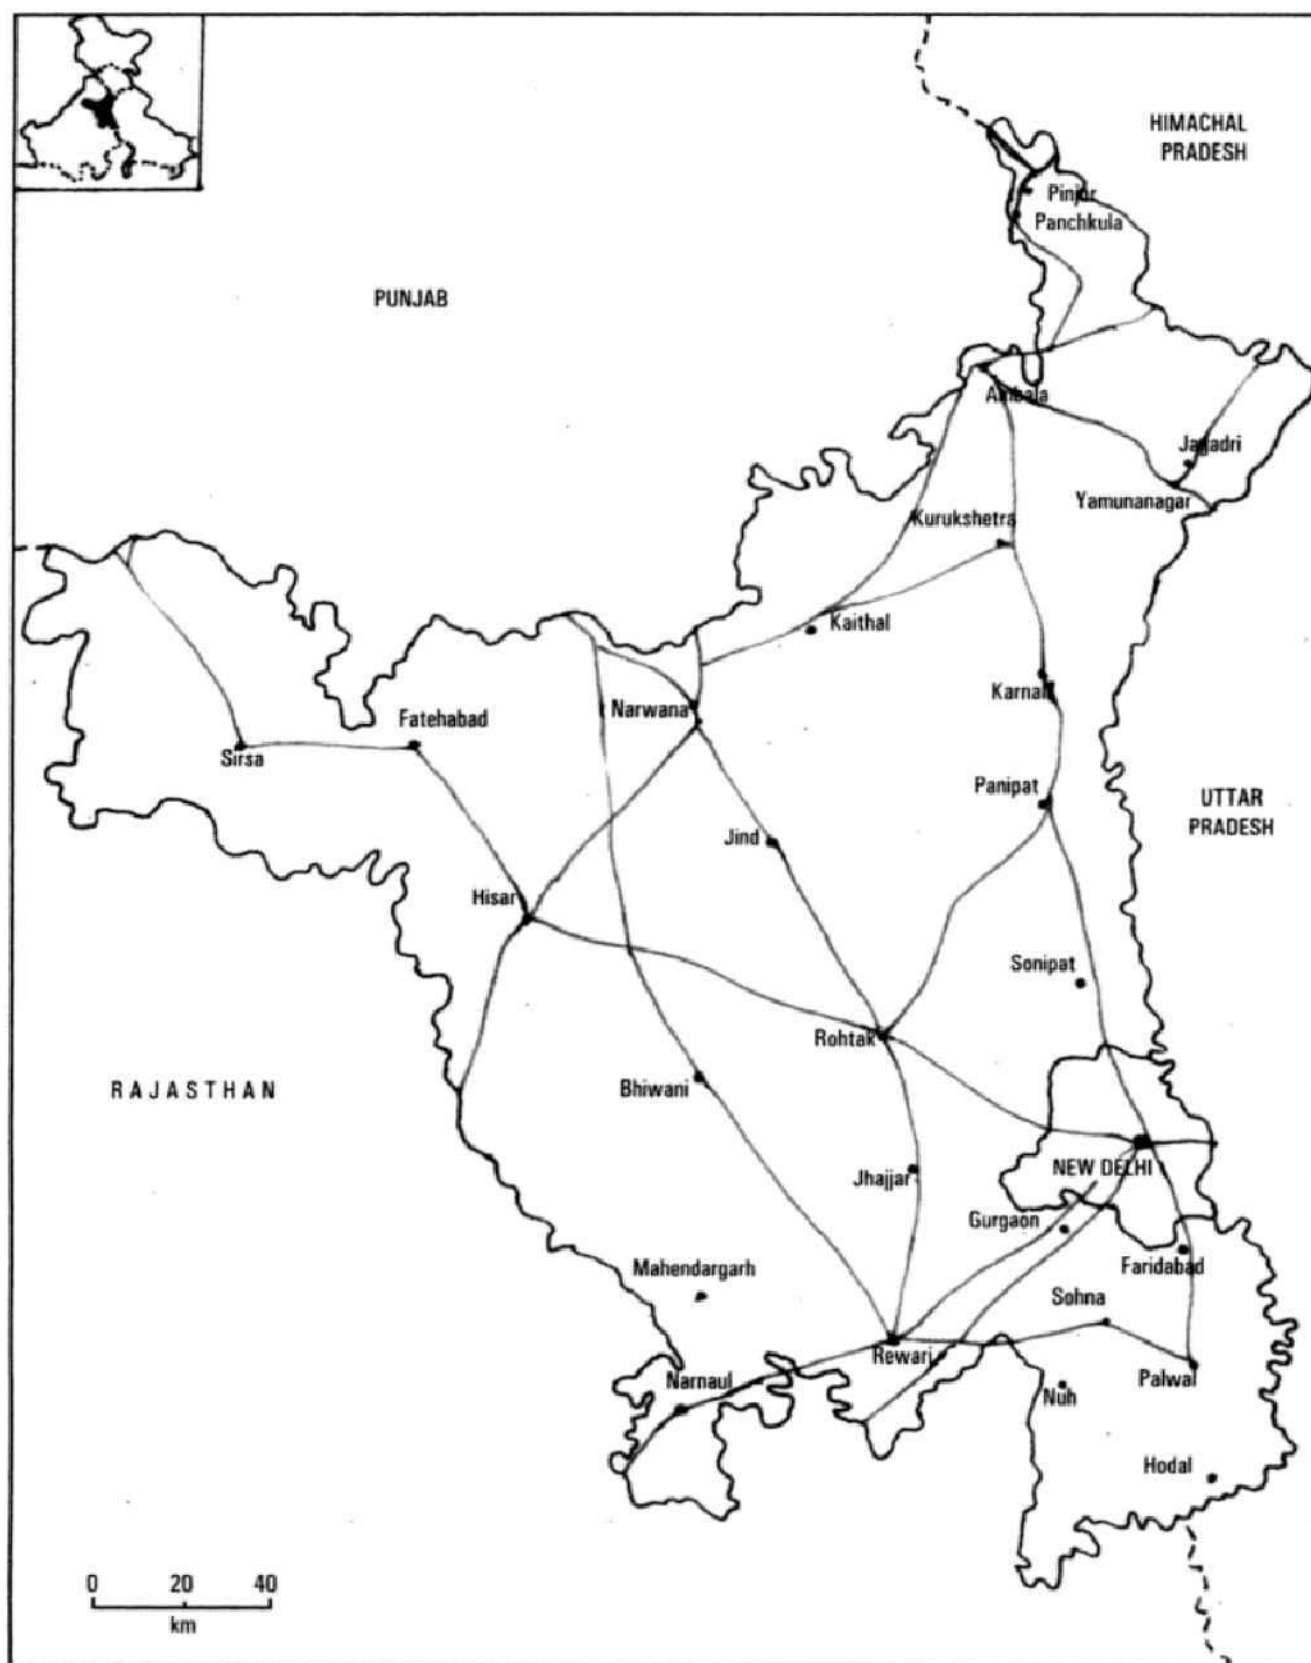 HIMACHAL
PRADESH
Pinjor
Panchkula
PUNJAB
Ambala
Jagadri
Yamunanagar
Kurukshetra
Kaithal
Karnal
Narwana
Fatehabad
Sirsa
Panipat
UTTAR
PRADESH
Jind
Hisar
Sonipat
Rohtak
Bhiwani
RAJASTHAN
NEW DELHI
Jhajjar
Gurgaon
Faridabad
Mahendargarh
Sohna
Rewari
Narnaul
Palwal
Nuh
Hodal
0 20 40
km